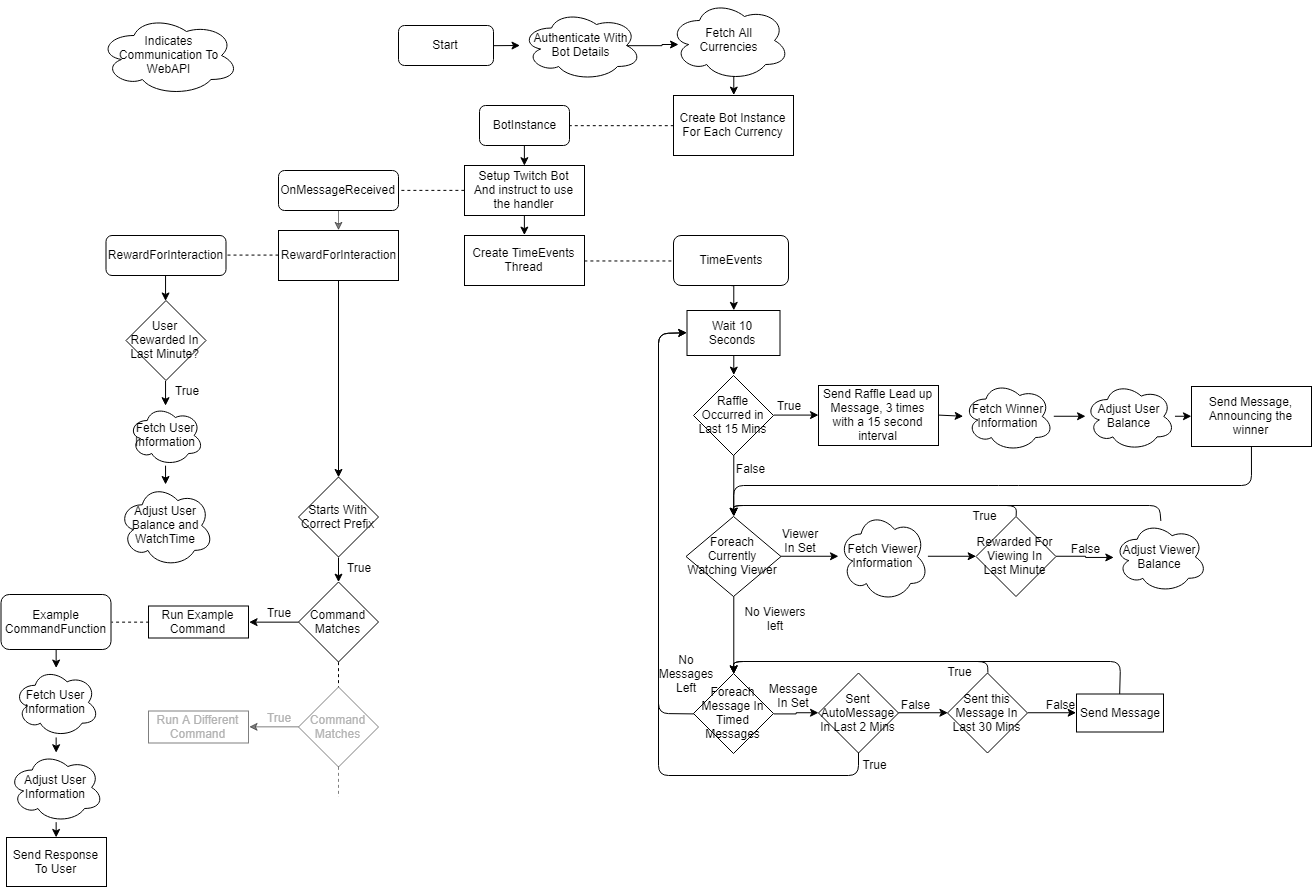 Indicates
Communication To
WebAPI
Start
Authenticate With
Bot Details
Fetch All
Currencies
Create Bot Instance
For Each Currency
BotInstance
Setup Twitch Bot
And instruct to use
the handler
OnMessageReceived
RewardForInteraction
RewardForInteraction
Create TimeEvents
Thread
TimeEvents
User
Rewarded In
Last Minute?
True
Fetch User
Information
Adjust User
Balance and
WatchTime
Starts With
Correct Prefix
True
Command
Matches
True
Run Example
Command
Example
CommandFunction
Fetch User
Information
Adjust User
Information
Send Response
To User
Command
Matches
True
Run A Different
Command
Wait 10
Seconds
Raffle
Occurred in
Last 15 Mins
True
Send Raffle Lead up
Message, 3 times
with a 15 second
interval
Fetch Winner
Information
Adjust User
Balance
Send Message,
Announcing the
winner
False
Foreach
Currently
Watching Viewer
Viewer
In Set
Fetch Viewer
Information
True
Rewarded For
Viewing In
Last Minute
False
Adjust Viewer
Balance
No Viewers
left
No
Messages
Left
Foreach
Message In
Timed
Messages
Message
In Set
Sent
AutoMessage
In Last 2 Mins
False
True
True
Sent this
Message In
Last 30 Mins
False
Send Message